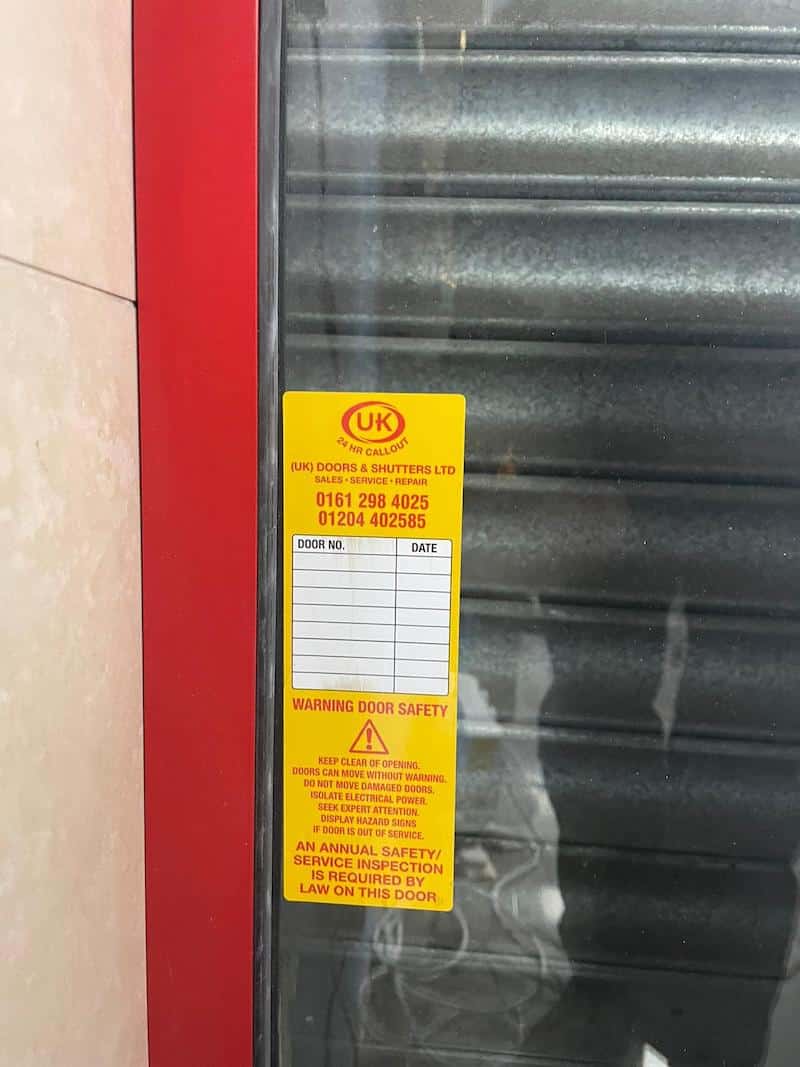 UK
24 HR CALLOUT
(UK) DOORS & SHUTTERS LTD
SALES • SERVICE • REPAIR
0161 298 4025
01204 402585
DOOR NO. DATE
WARNING DOOR SAFETY
KEEP CLEAR OF OPENING.
DOORS CAN MOVE WITHOUT WARNING.
DO NOT MOVE DAMAGED DOORS.
ISOLATE ELECTRICAL POWER.
SEEK EXPERT ATTENTION.
DISPLAY HAZARD SIGNS
IF DOOR IS OUT OF SERVICE.
AN ANNUAL SAFETY/
SERVICE INSPECTION
IS REQUIRED BY
LAW ON THIS DOOR